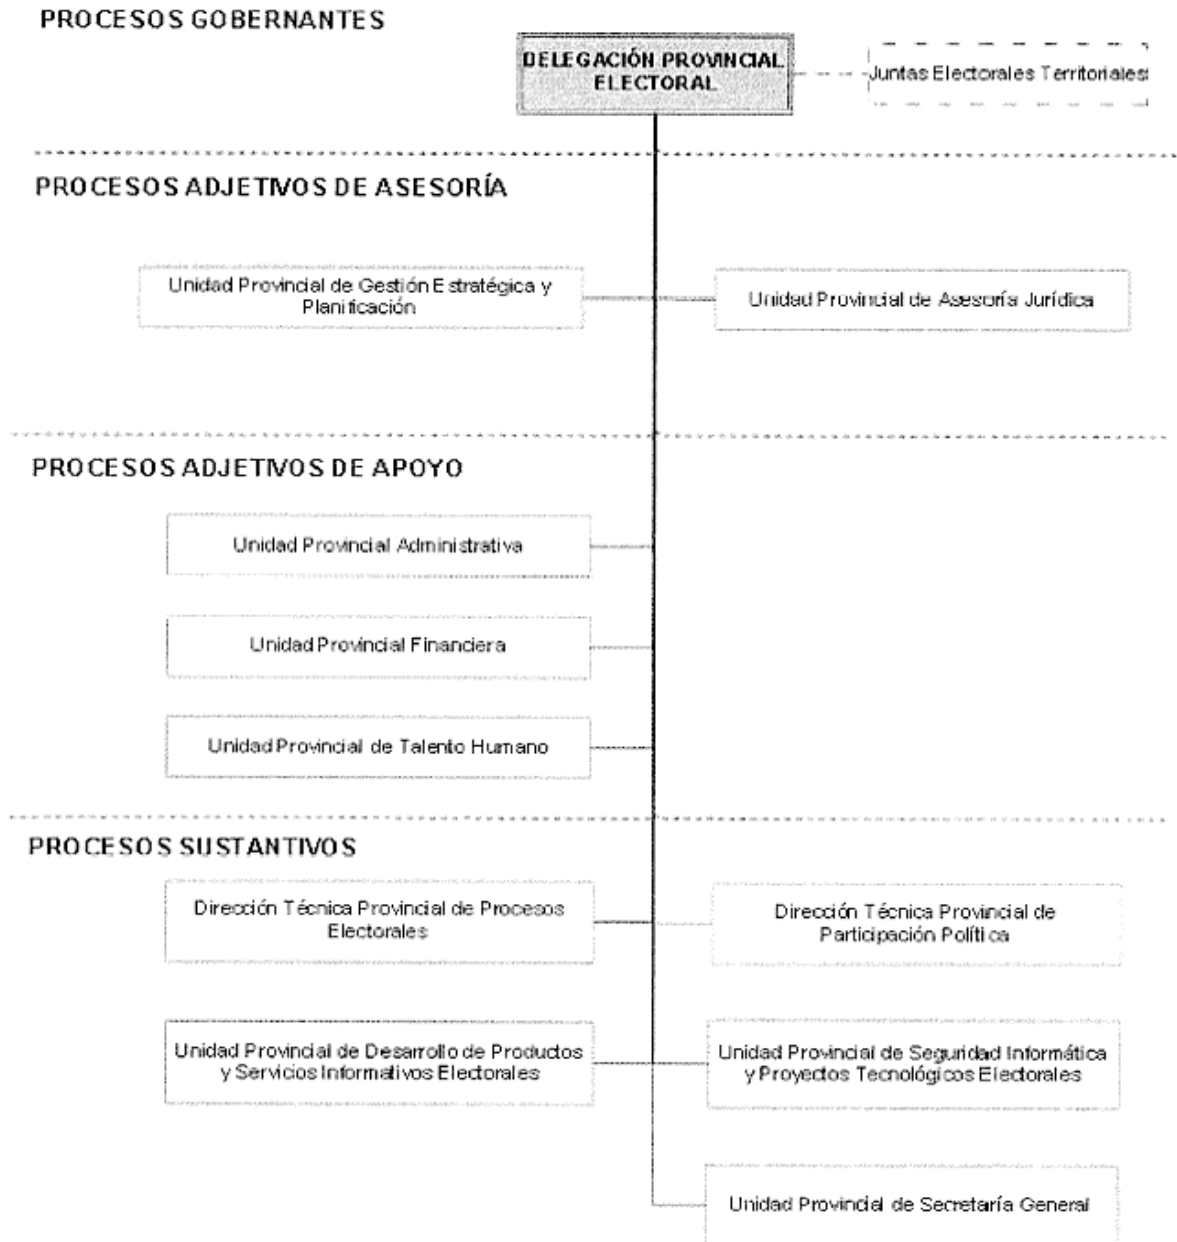 PROCESOS GOBERNANTES
DELEGACIÓN PROVINCIAL
ELECTORAL
Juntas Electorales Territoriales
PROCESOS ADJETIVOS DE ASESORÍA
Unidad Provincial de Gestión Estratégica y
Planificación
Unidad Provincial de Asesoría Jurídica
PROCESOS ADJETIVOS DE APOYO
Unidad Provincial Administrativa
Unidad Provincial Financiera
Unidad Provincial de Talento Humano
PROCESOS SUSTANTIVOS
Dirección Técnica Provincial de Procesos
Electorales
Dirección Técnica Provincial de
Participación Política
Unidad Provincial de Desarrollo de Productos
y Servicios Informativos Electorales
Unidad Provincial de Seguridad Informática
y Proyectos Tecnológicos Electorales
Unidad Provincial de Secretaría General